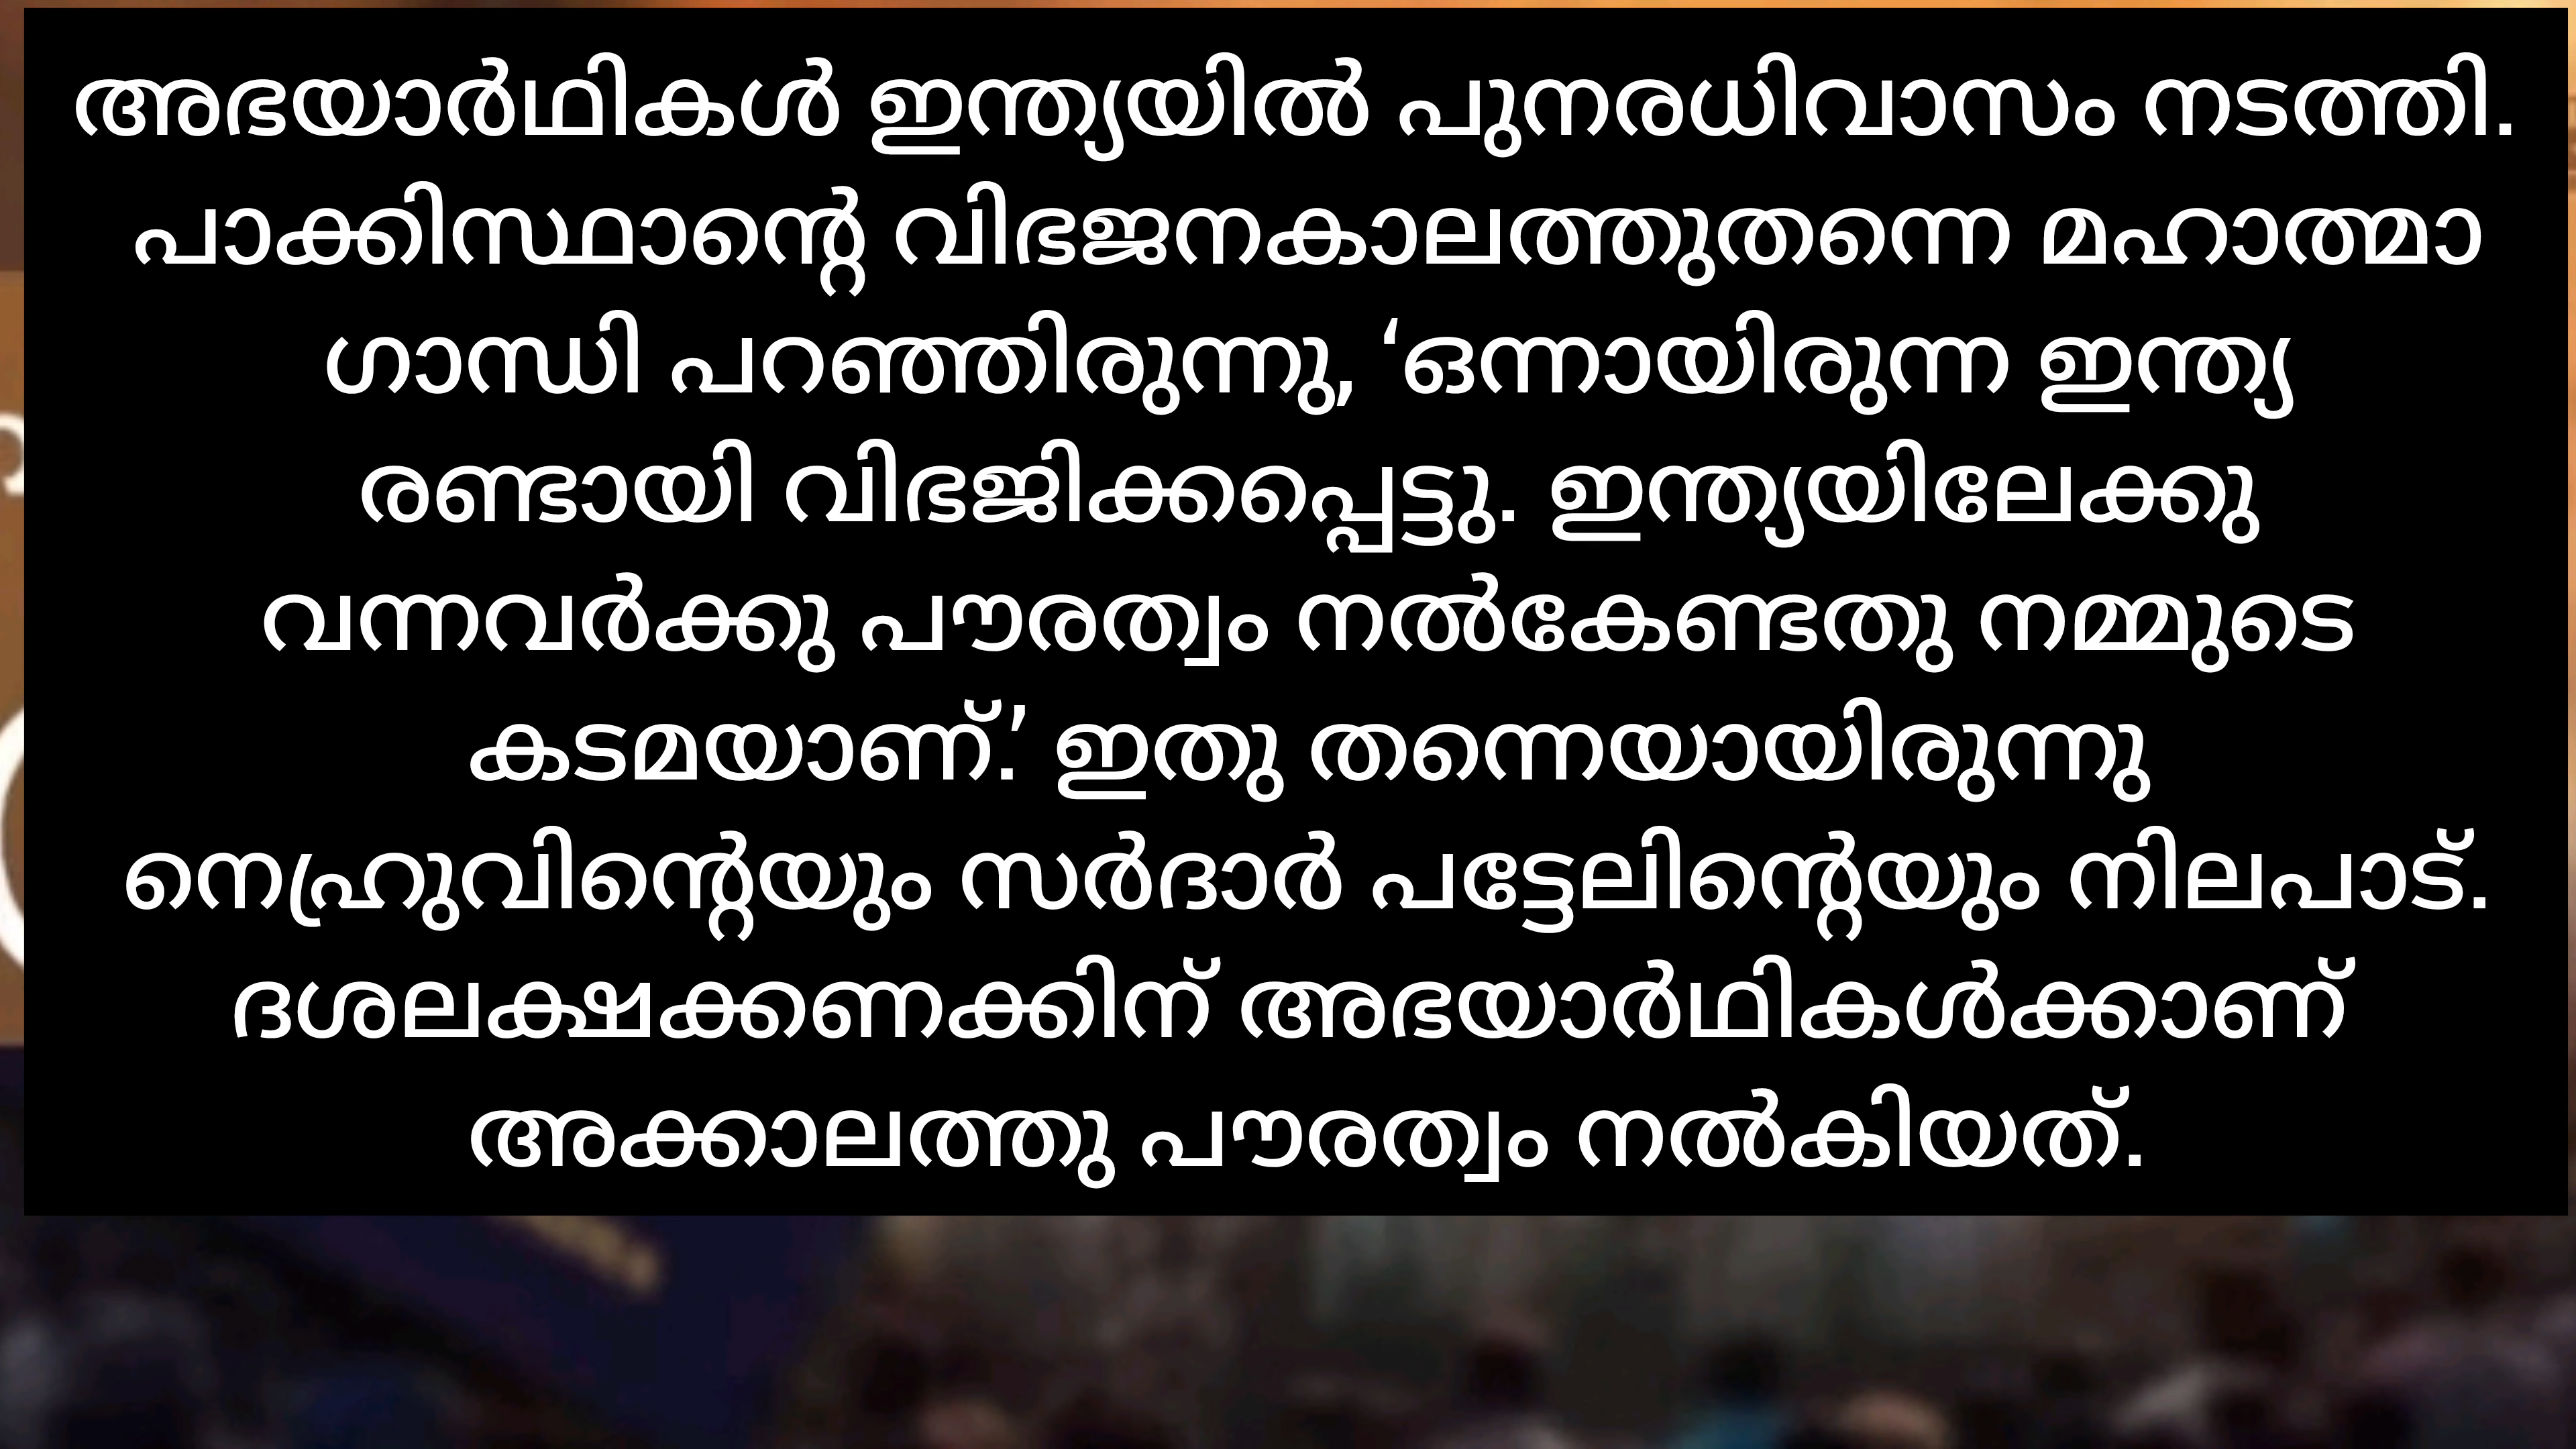 അഭയാർഥികൾ ഇന്ത്യയിൽ പുനരധിവാസം നടത്തി.
പാക്കിസ്ഥാന്റെ വിഭജനകാലത്തുതന്നെ മഹാത്മാ
ഗാന്ധി പറഞ്ഞിരുന്നു, ‘ഒന്നായിരുന്ന ഇന്ത്യ
രണ്ടായി വിഭജിക്കപ്പെട്ടു. ഇന്ത്യയിലേക്കു
വന്നവർക്കു പൗരത്വം നൽകേണ്ടതു നമ്മുടെ
കടമയാണ്.’ ഇതു തന്നെയായിരുന്നു
നെഹ്രുവിന്റെയും സർദാർ പട്ടേലിന്റെയും നിലപാട്.
ദശലക്ഷക്കണക്കിന് അഭയാർഥികൾക്കാണ്
അക്കാലത്തു പൗരത്വം നൽകിയത്.